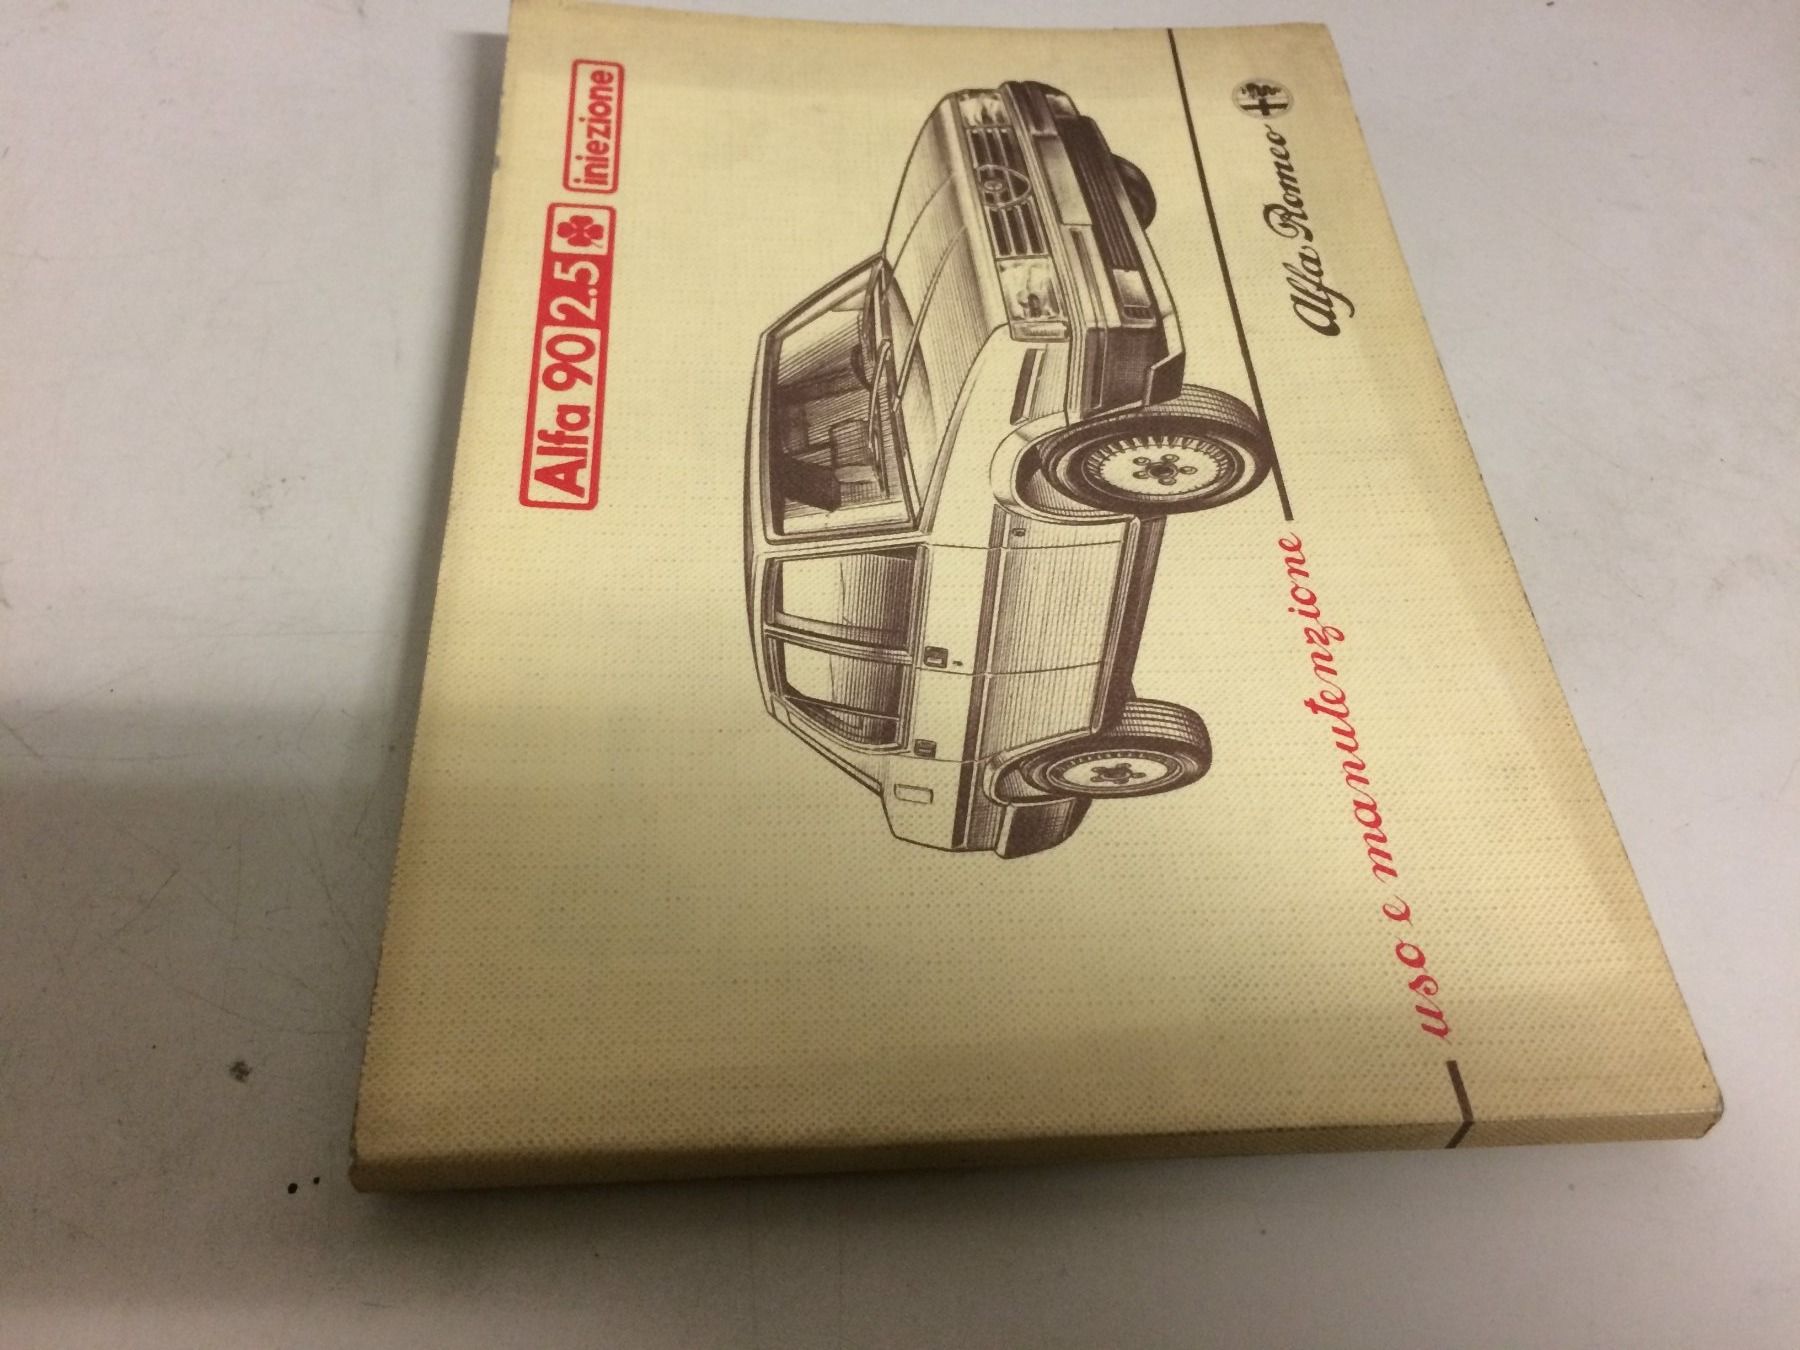 Alfa 90 2.5 iniezione
uso e manutenzione
Alfa Romeo